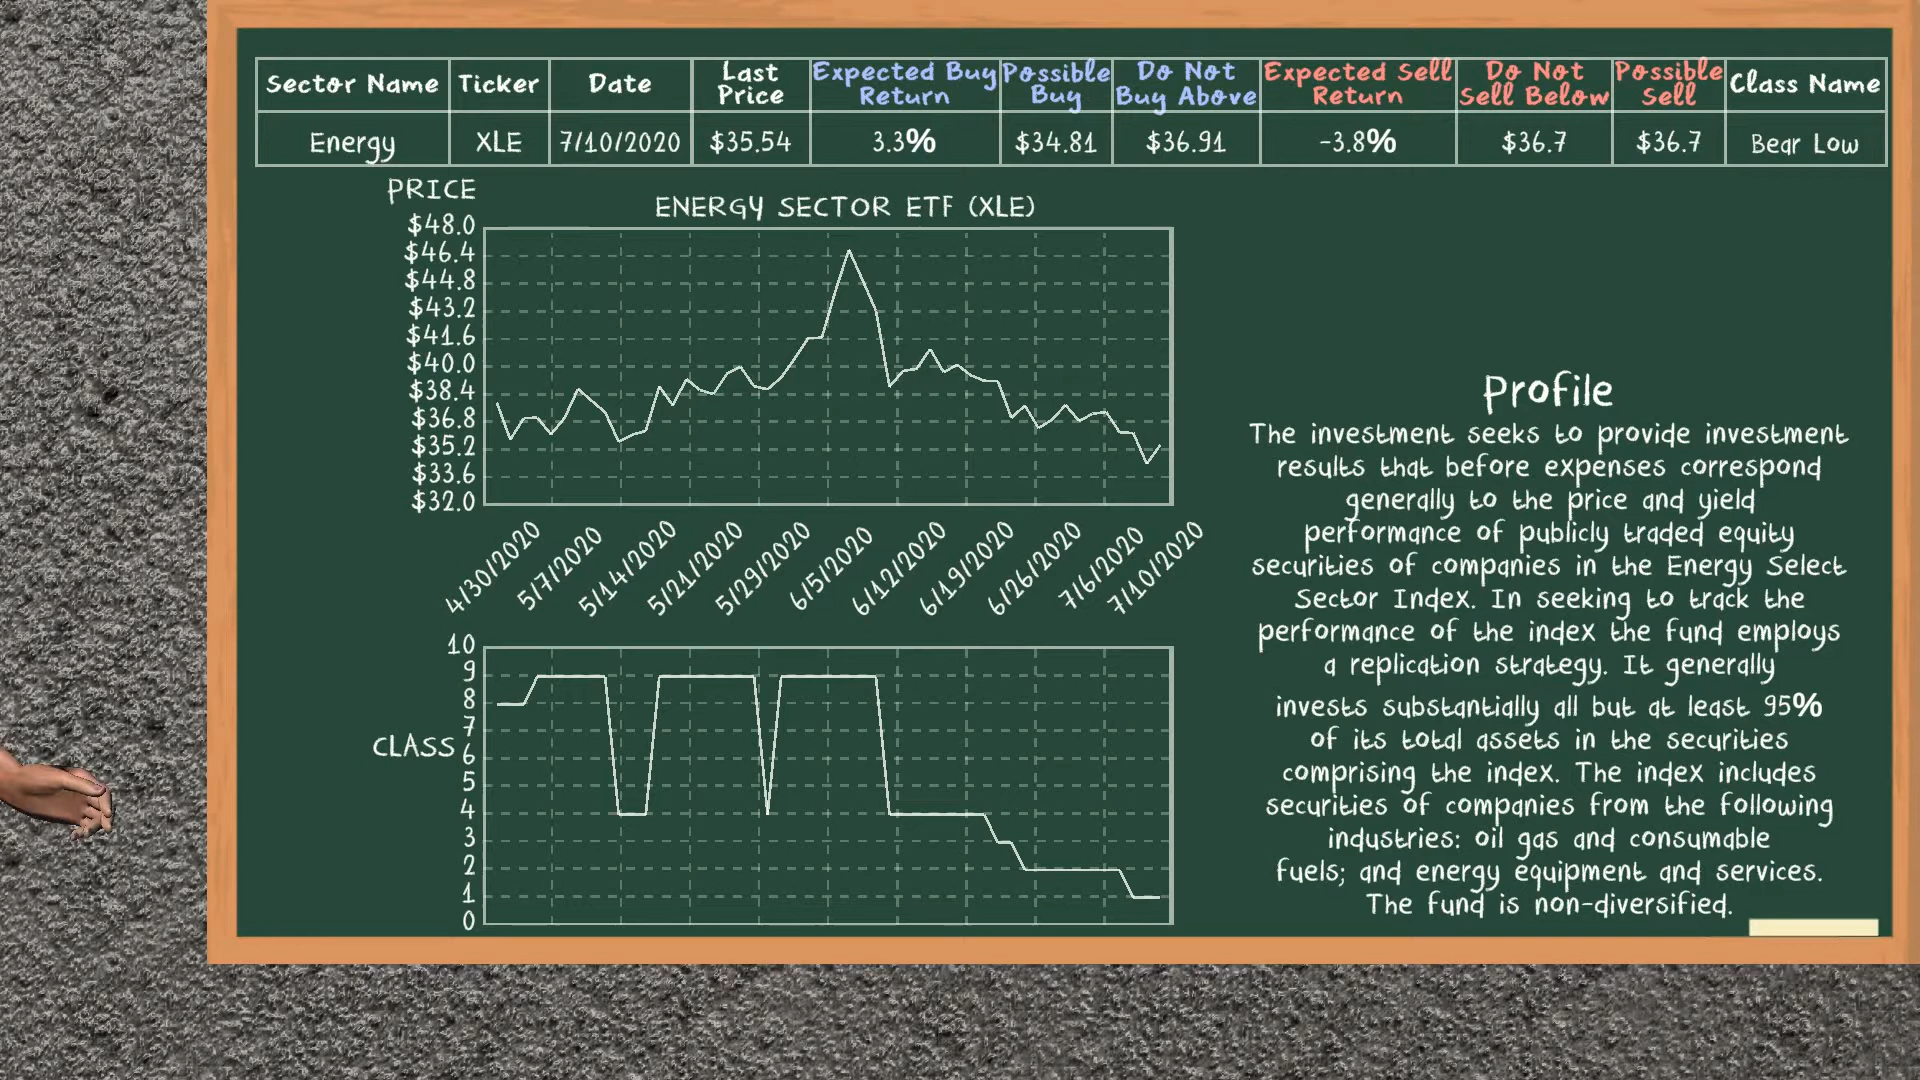 Sector Name Ticker Date Last Price Expected Buy Return Possible Buy Do Not Buy Above Expected Sell Return Do Not Sell Below Possible Sell Class Name
Energy XLE 7/10/2020 $35.54 3.3% $34.81 $36.91 -3.8% $36.7 $36.7 Bear Low
PRICE
ENERGY SECTOR ETF (XLE)
$48.0
$46.4
$44.8
$43.2
$41.6
$40.0
$38.4
$36.8
$35.2
$33.6
$32.0
4/30/2020 5/7/2020 5/14/2020 5/21/2020 5/29/2020 6/5/2020 6/12/2020 6/19/2020 6/26/2020 7/6/2020 7/10/2020
CLASS
10
9
8
7
6
5
4
3
2
1
0
Profile
The investment seeks to provide investment
results that before expenses correspond
generally to the price and yield
performance of publicly traded equity
securities of companies in the Energy Select
Sector Index. In seeking to track the
performance of the index the fund employs
a replication strategy. It generally
invests substantially all but at least 95%
of its total assets in the securities
comprising the index. The index includes
securities of companies from the following
industries: oil gas and consumable
fuels; and energy equipment and services.
The fund is non-diversified.